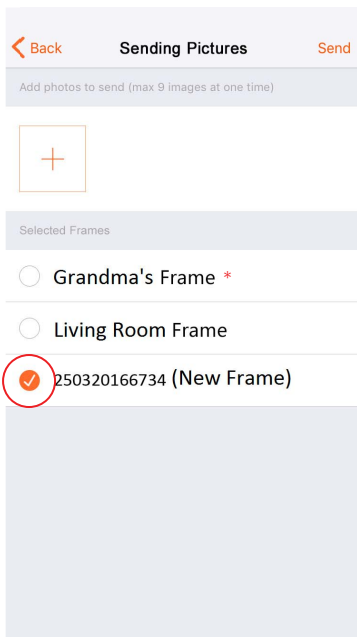 Back Sending Pictures Send
Add photos to send (max 9 images at one time)
Selected Frames
Grandma's Frame *
Living Room Frame
250320166734 (New Frame)